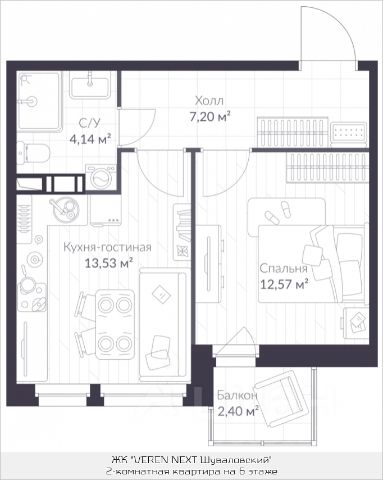 Холл
7,20 м²
С/У
4,14 м²
Кухня-гостиная
13,53 м²
Спальня
12,57 м²
Балкон
2,40 м²
ЖК "VEREN NEXT Шуваловский"
2-комнатная квартира на 6 этаже